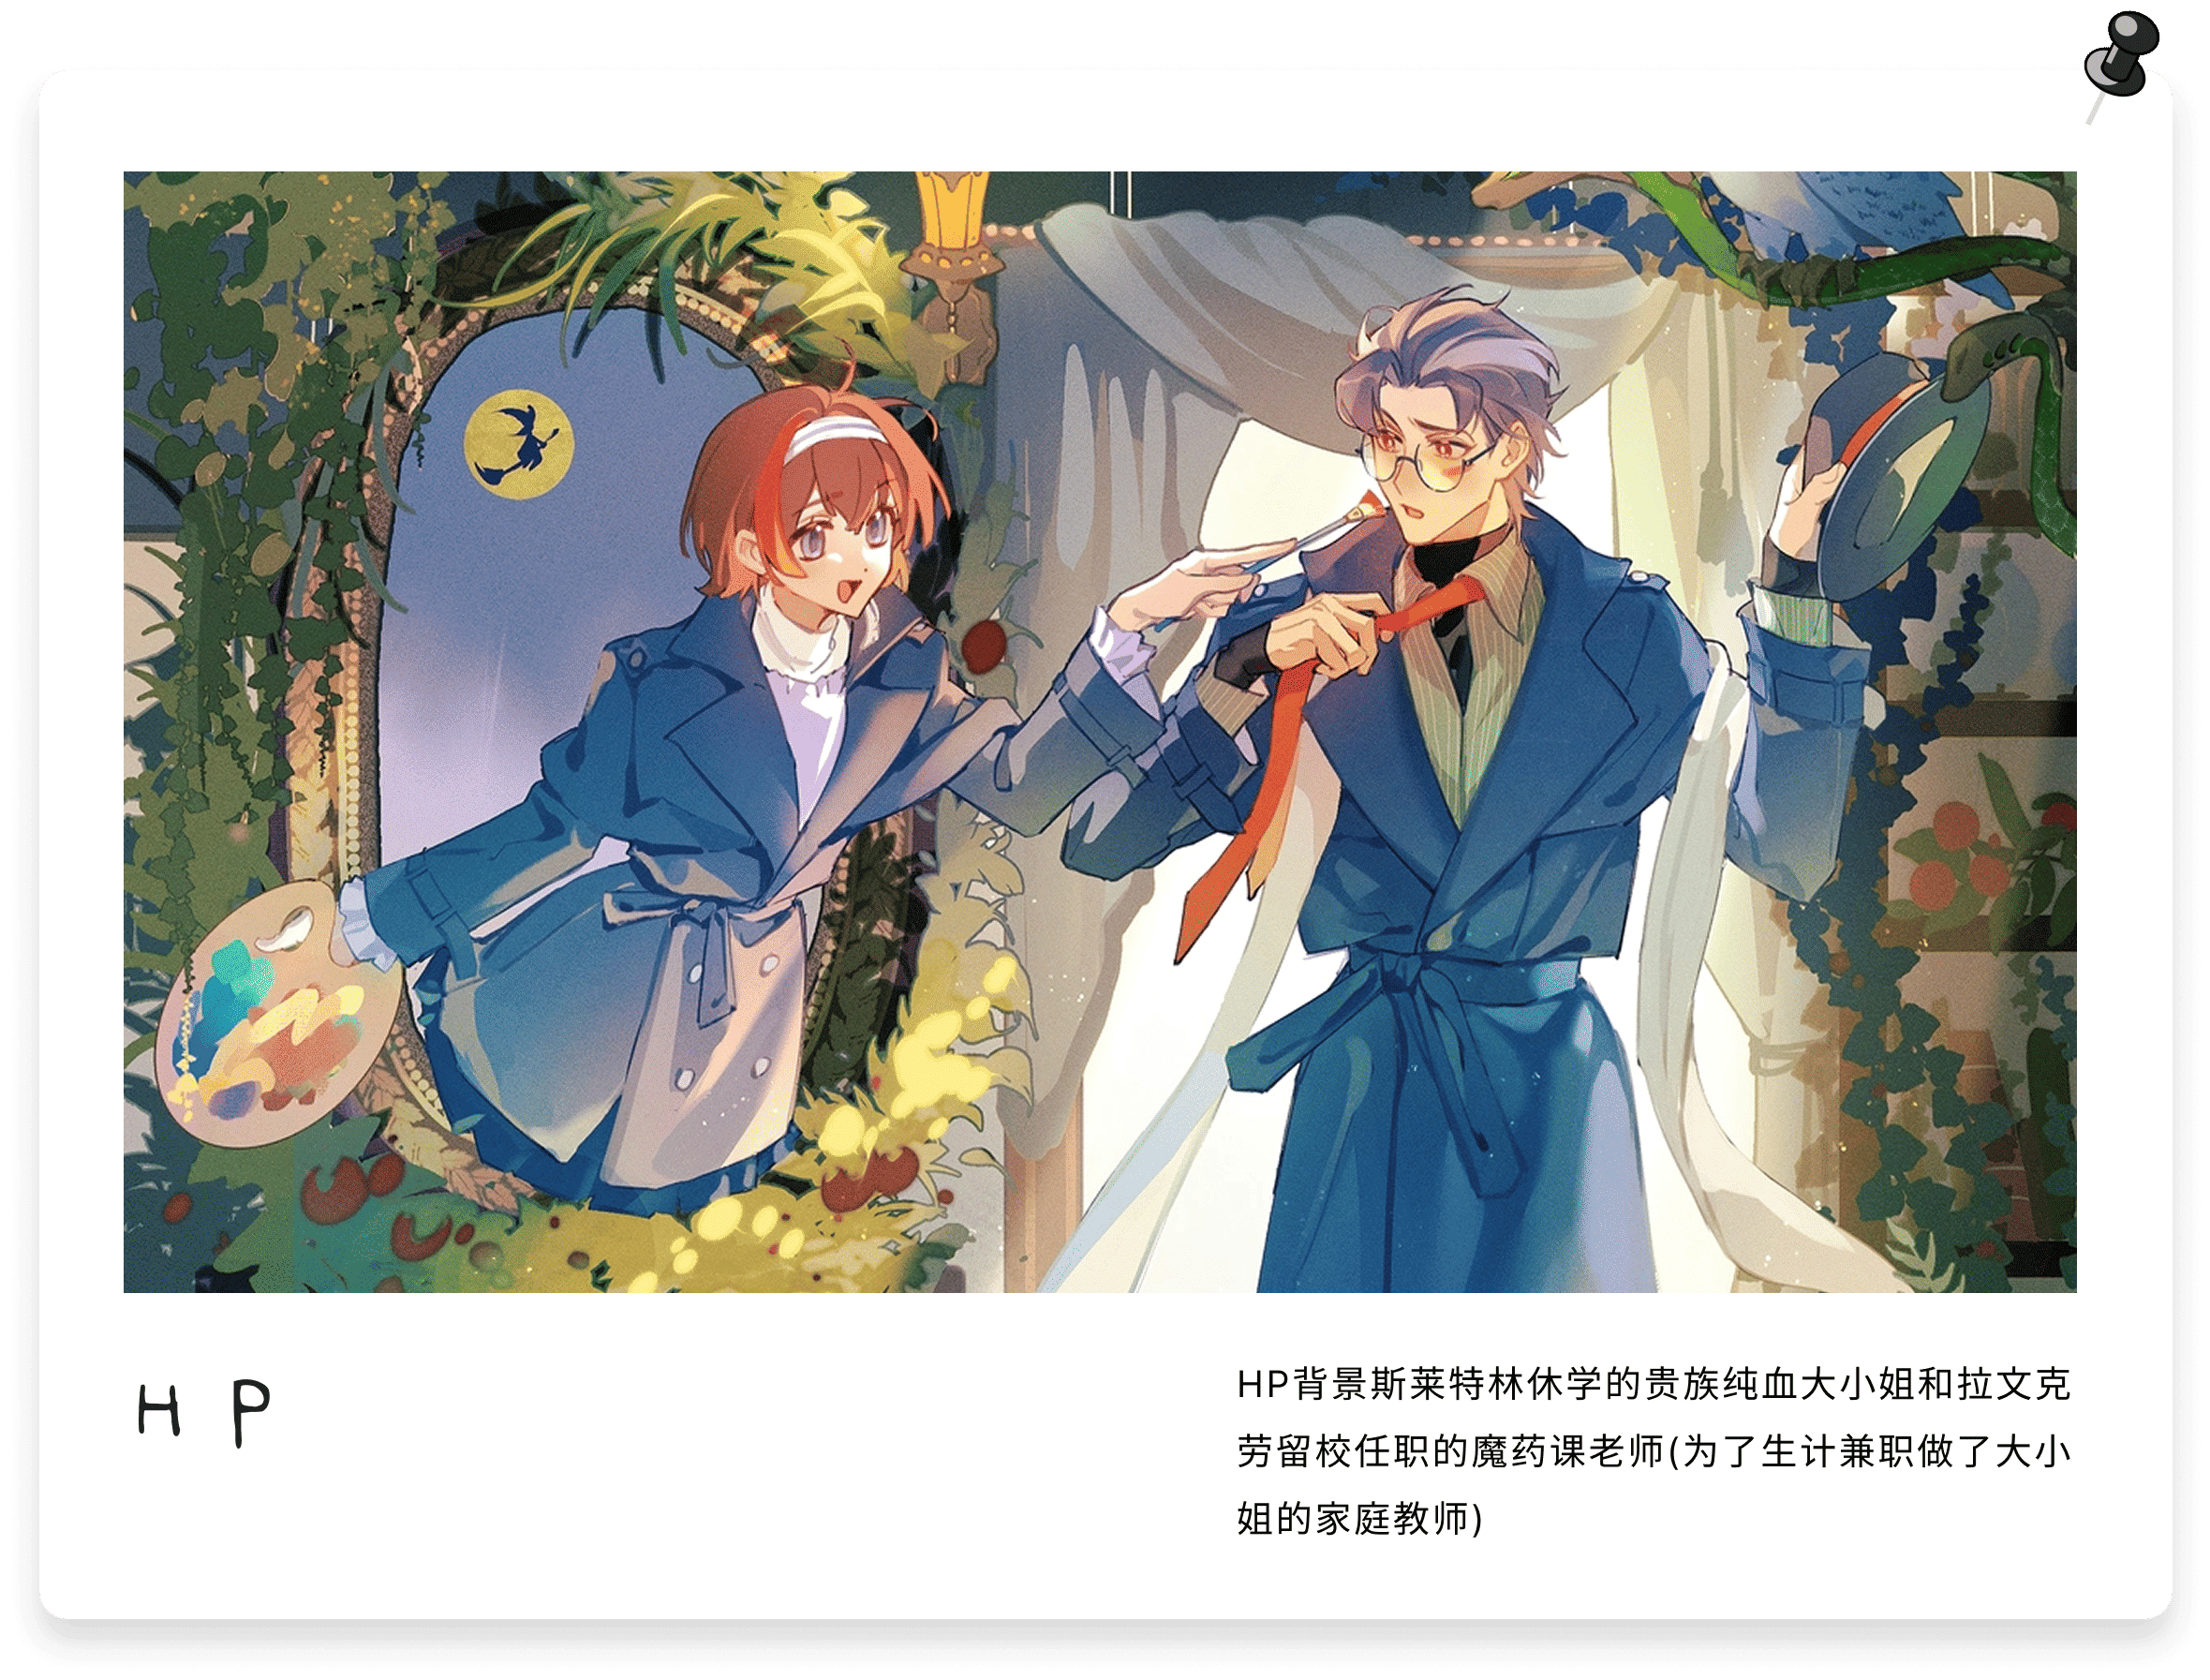 H P
HP背景斯莱特林休学的贵族纯血大小姐和拉文克
劳留校任职的魔药课老师(为了生计兼职做了大小
姐的家庭教师)